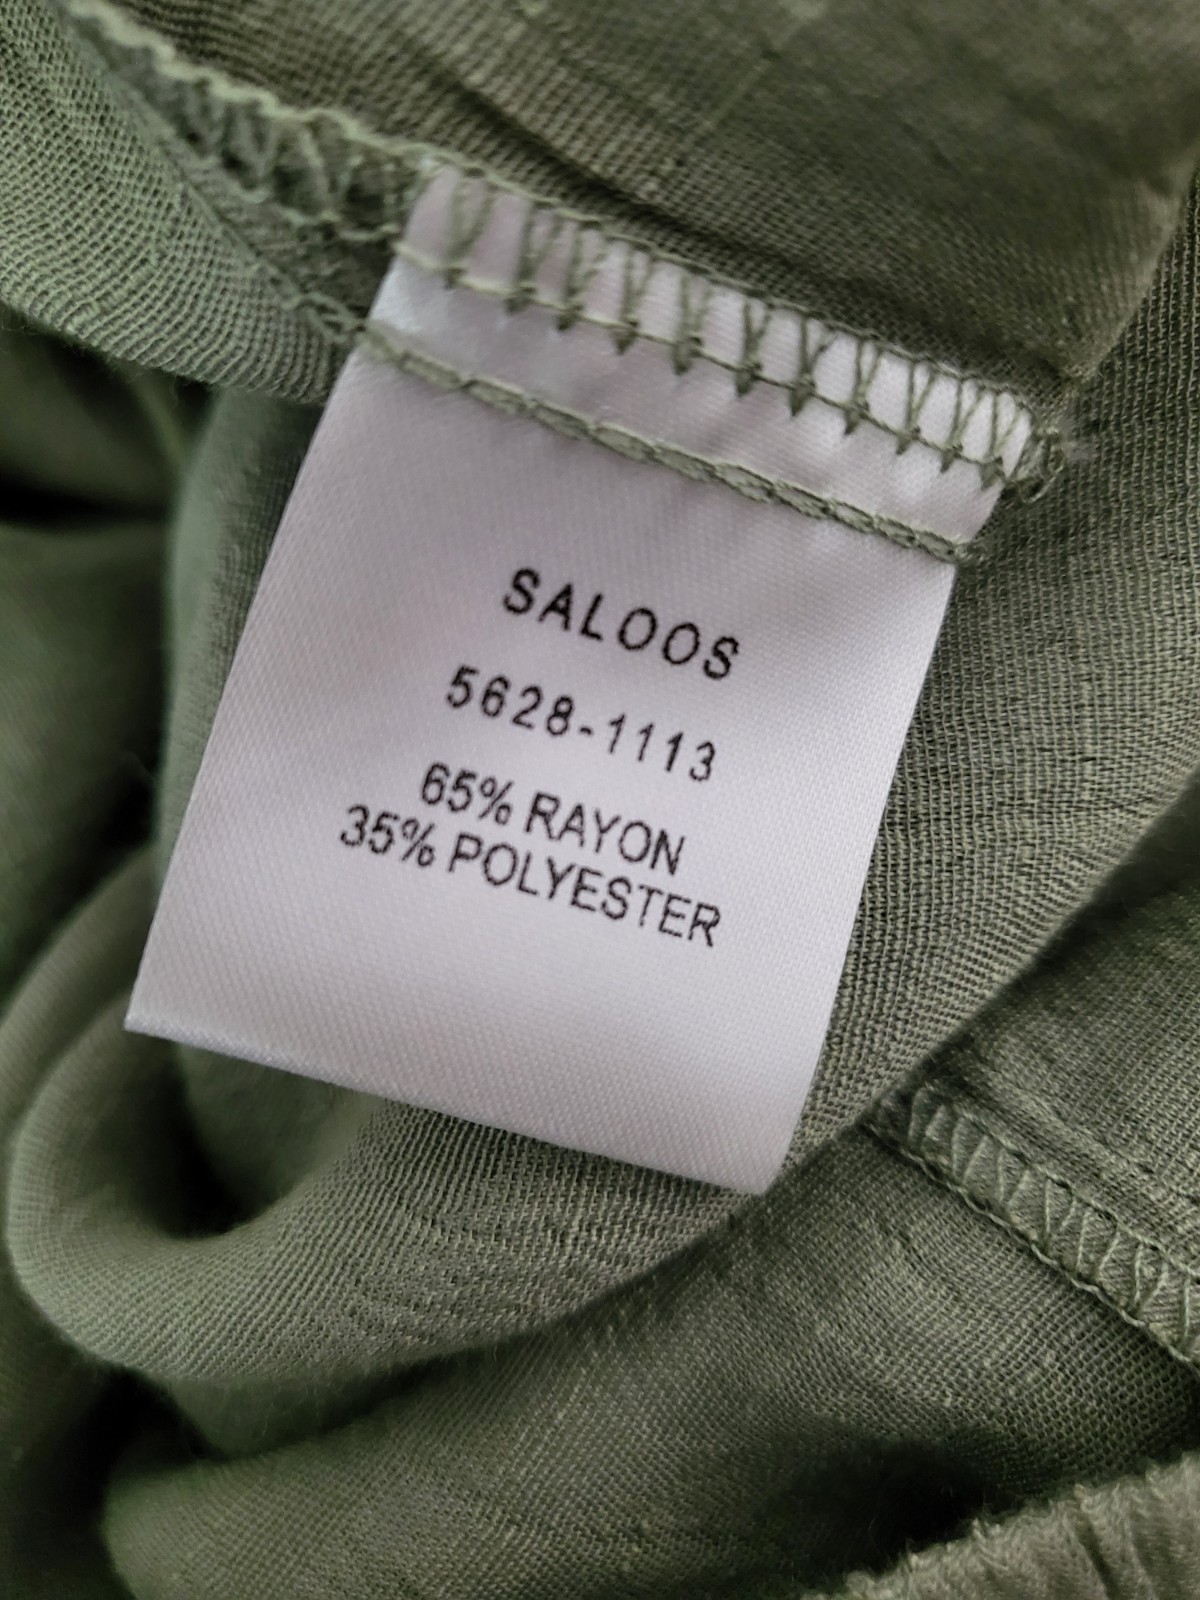 SALOOS
5628-1113
65% RAYON
35% POLYESTER